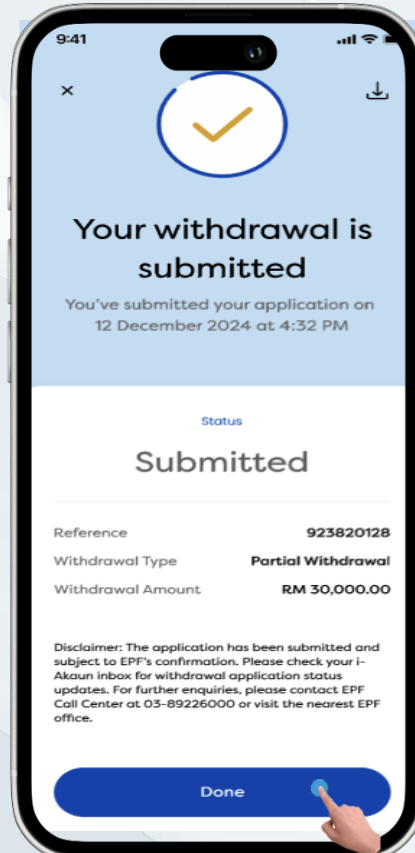 9:41
Your withdrawal is
submitted
You've submitted your application on
12 December 2024 at 4:32 PM
Status
Submitted
Reference 923820128
Withdrawal Type Partial Withdrawal
Withdrawal Amount RM 30,000.00
Disclaimer: The application has been submitted and
subject to EPF's confirmation. Please check your i-
Akaun inbox for withdrawal application status
updates. For further enquiries, please contact EPF
Call Center at 03-89226000 or visit the nearest EPF
office.
Done